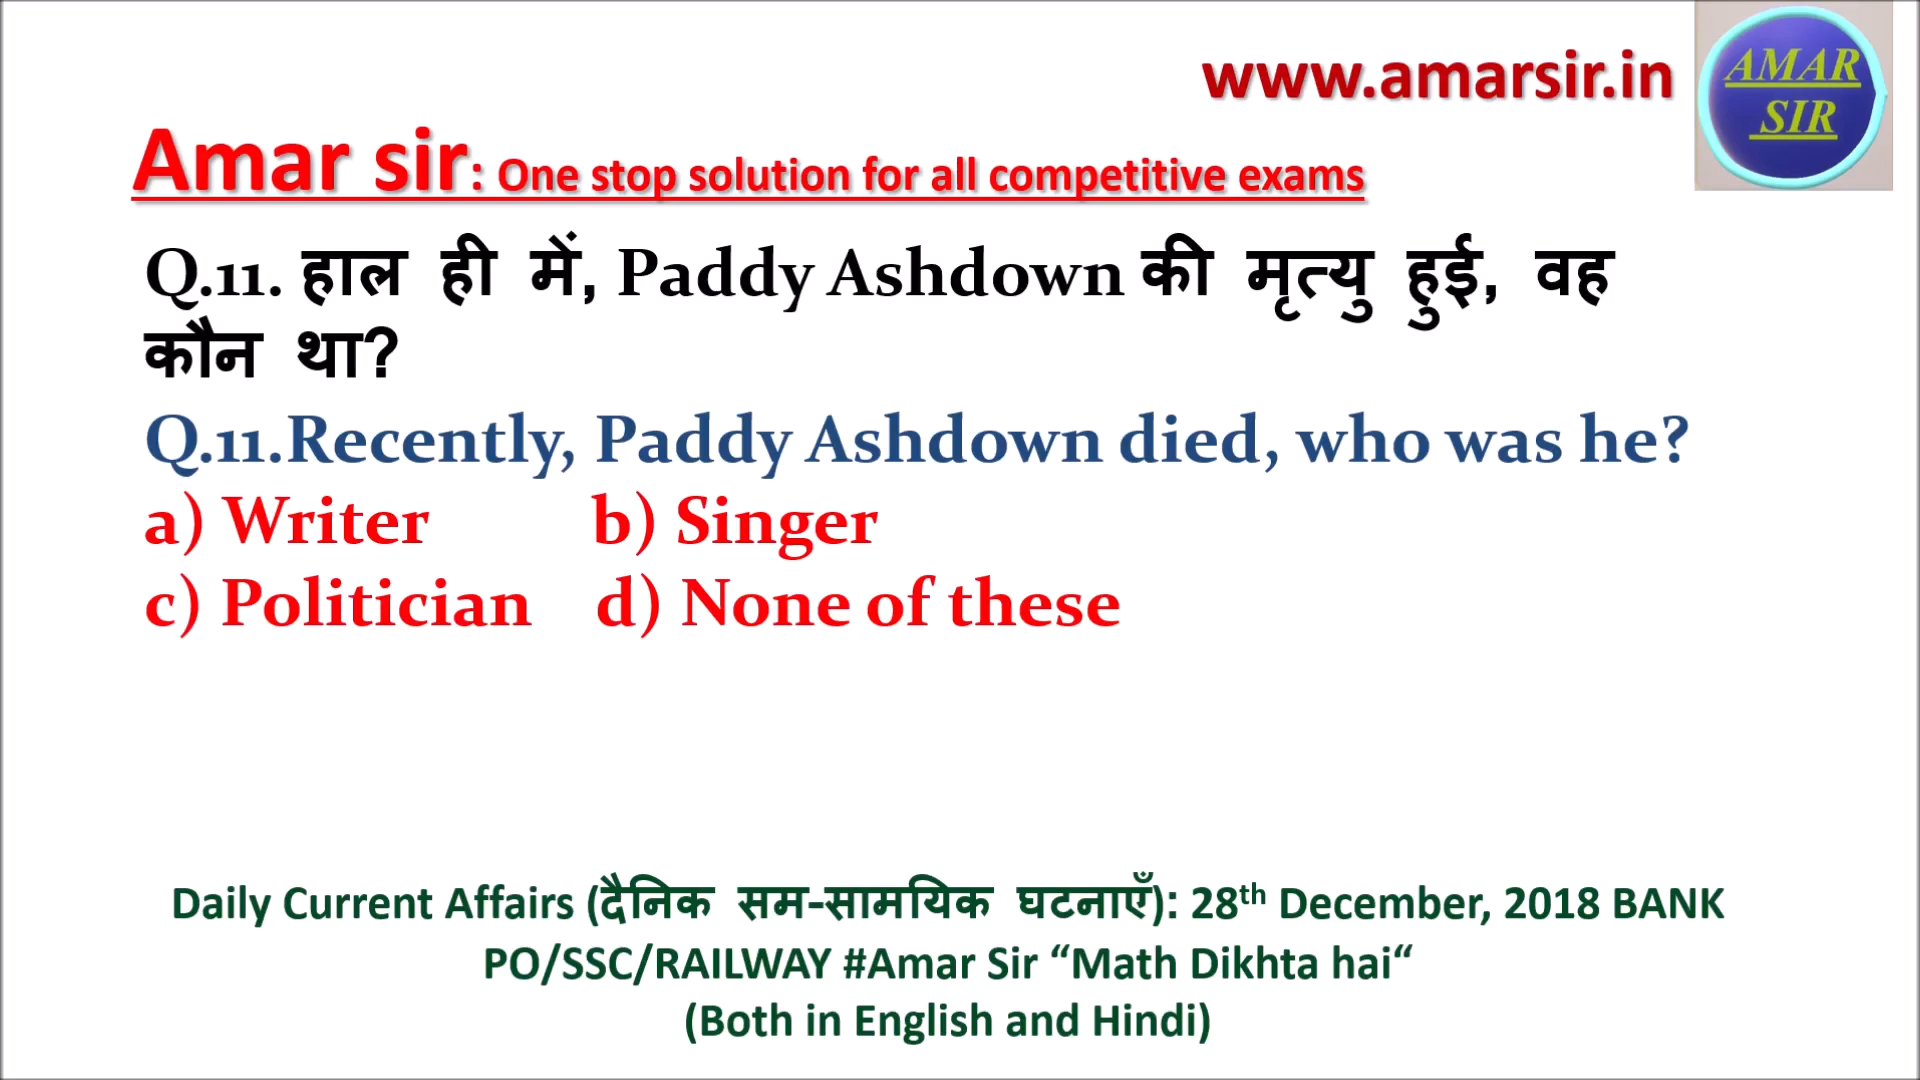 www.amarsir.in
AMAR
SIR
Amar sir: One stop solution for all competitive exams
Q.11. हाल ही में, Paddy Ashdown की मृत्यु हुई, वह
कौन था?
Q.11.Recently, Paddy Ashdown died, who was he?
a) Writer b) Singer
c) Politician d) None of these
Daily Current Affairs (दैनिक सम-सामयिक घटनाएँ): 28th December, 2018 BANK
PO/SSC/RAILWAY #Amar Sir “Math Dikhta hai“
(Both in English and Hindi)